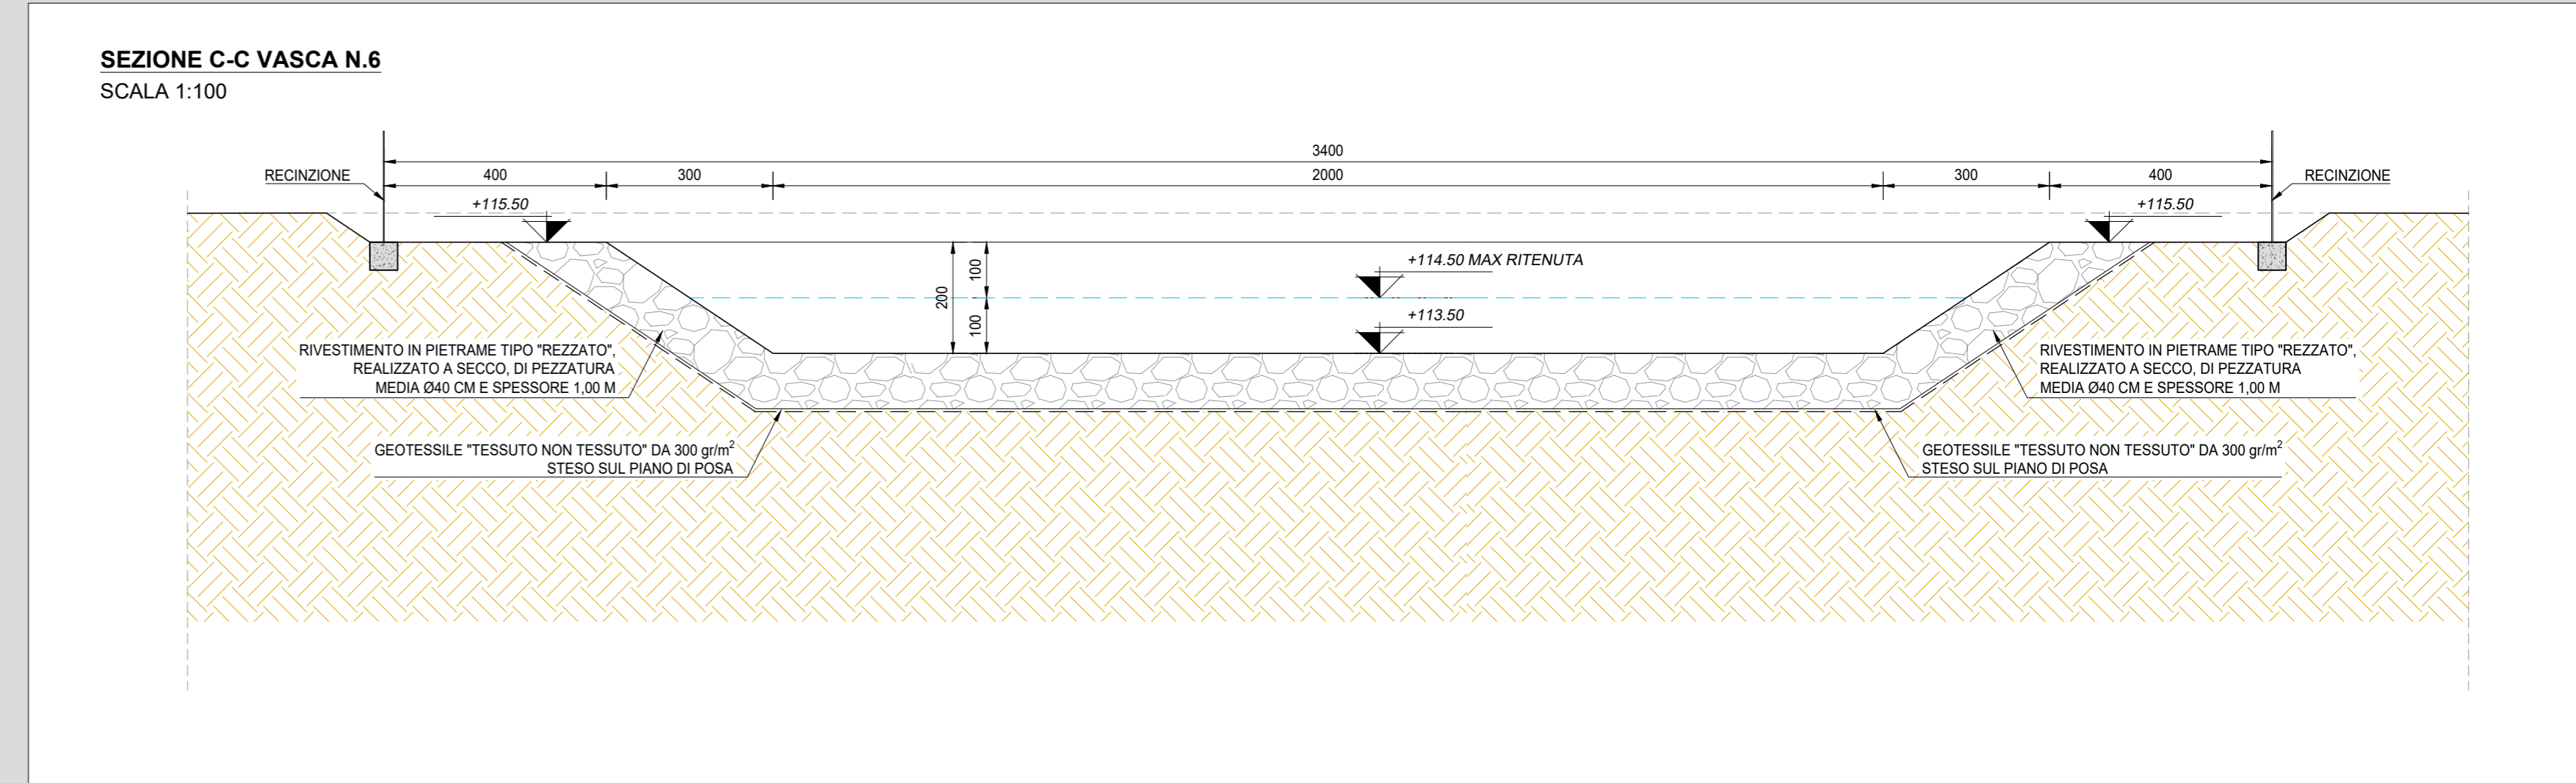 SEZIONE C-C VASCA N.6
SCALA 1:100
3400
RECINZIONE
400
300
2000
300
400
RECINZIONE
+115.50
+115.50
200
100
100
+114.50 MAX RITENUTA
+113.50
RIVESTIMENTO IN PIETRAME TIPO "REZZATO",
REALIZZATO A SECCO, DI PEZZATURA
MEDIA Ø40 CM E SPESSORE 1,00 M
RIVESTIMENTO IN PIETRAME TIPO "REZZATO",
REALIZZATO A SECCO, DI PEZZATURA
MEDIA Ø40 CM E SPESSORE 1,00 M
GEOTESSILE "TESSUTO NON TESSUTO" DA 300 gr/m²
STESO SUL PIANO DI POSA
GEOTESSILE "TESSUTO NON TESSUTO" DA 300 gr/m²
STESO SUL PIANO DI POSA